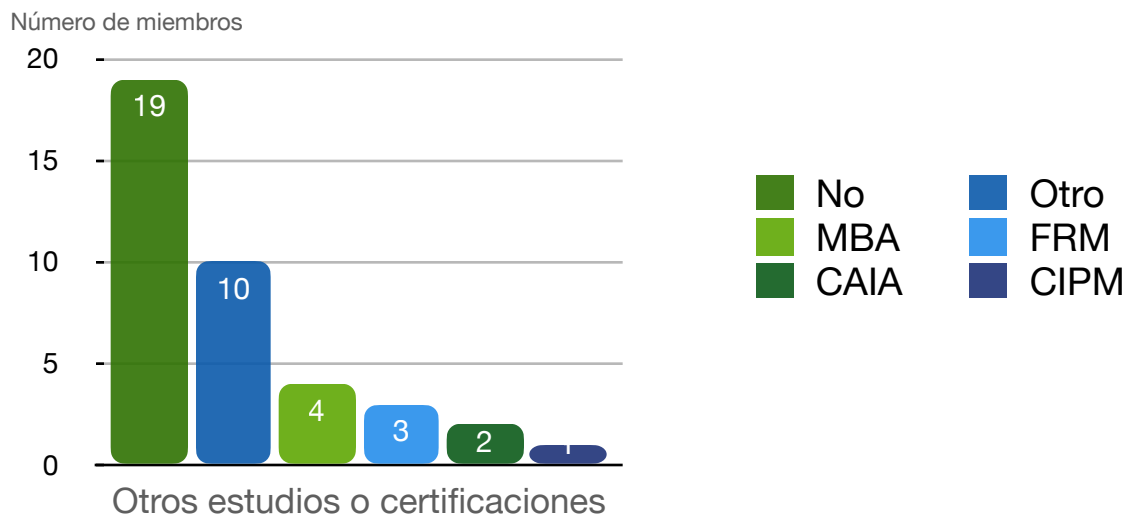 Número de miembros
20
19
15
10
10
5
4
3
2
1
0
Otros estudios o certificaciones
No
Otro
MBA
FRM
CAIA
CIPM